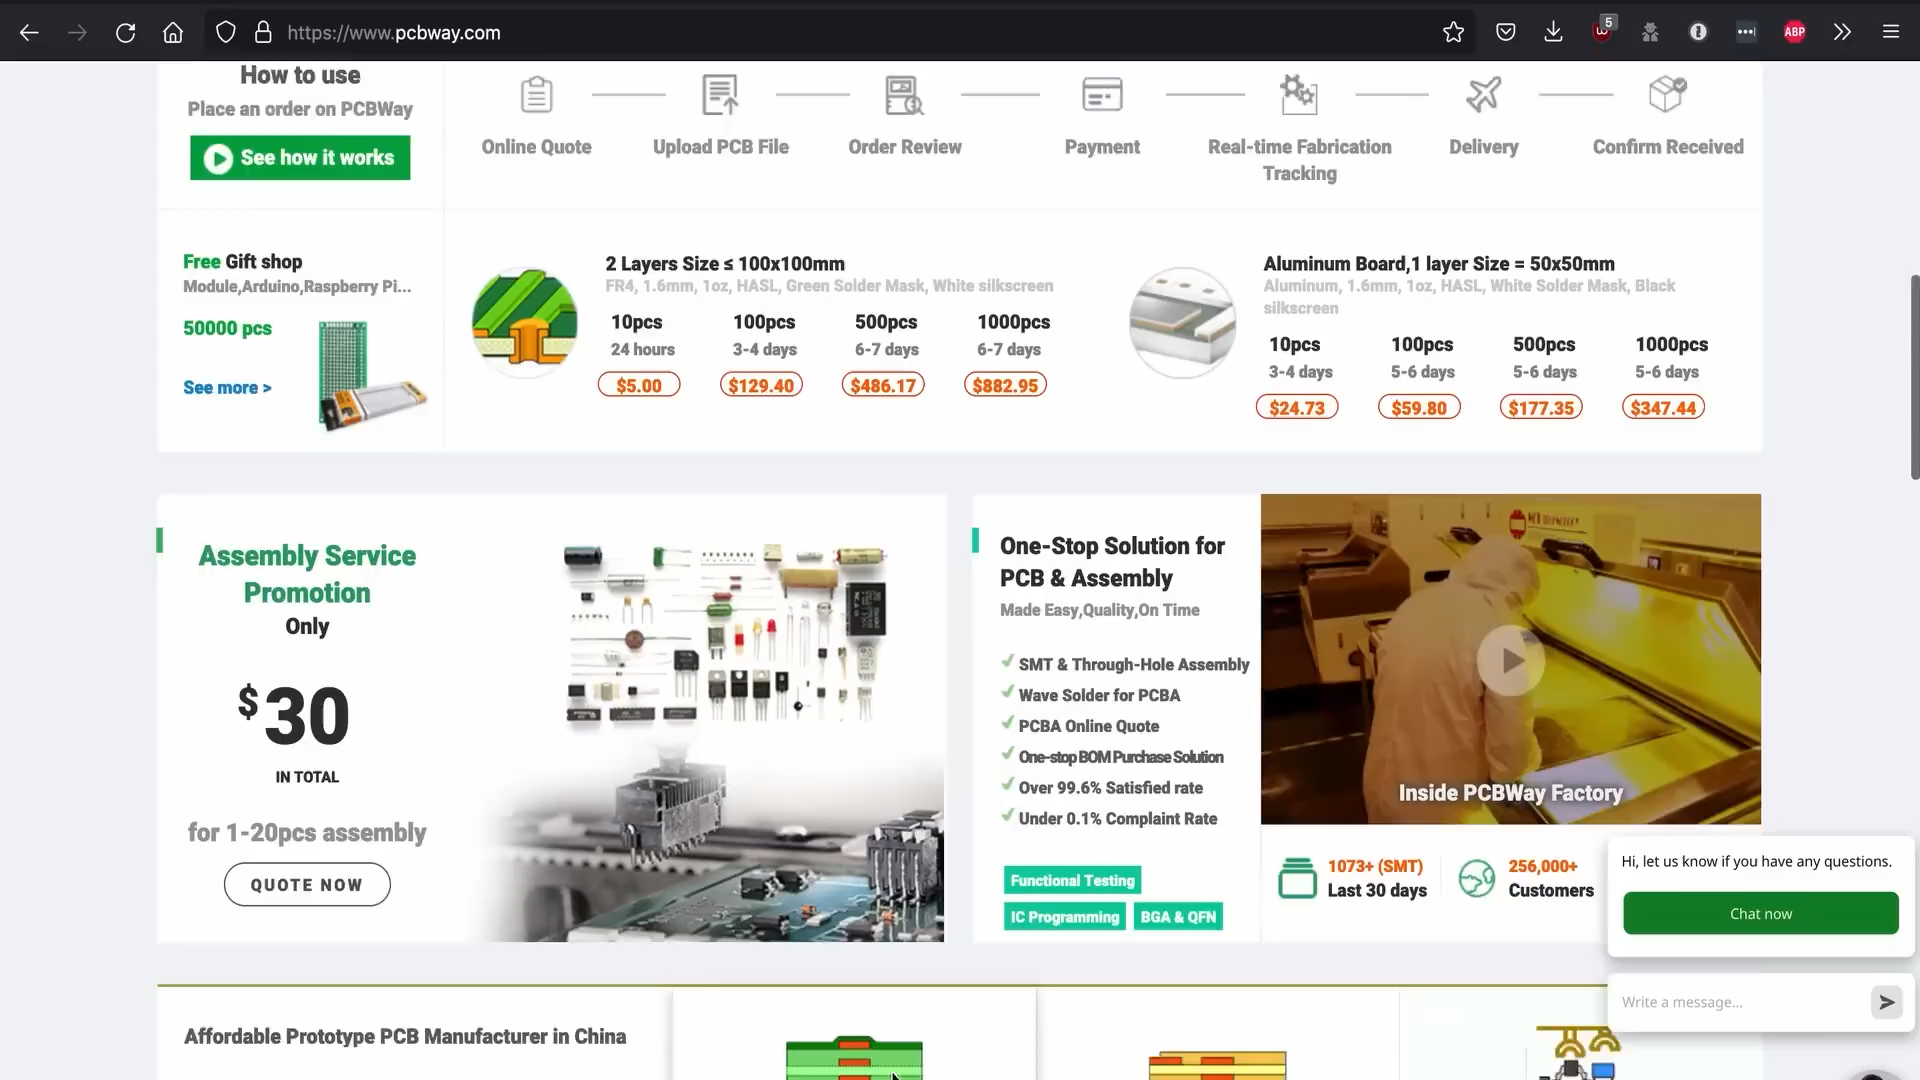 5
ABP
https://www.pcbway.com
How to use
Place an order on PCBWay
See how it works
Online Quote
Upload PCB File
Order Review
Payment
Real-time Fabrication
Tracking
Delivery
Confirm Received
Free Gift shop
Module,Arduino,Raspberry Pi...
50000 pcs
See more >
2 Layers Size ≤ 100x100mm
FR4, 1.6mm, 1oz, HASL, Green Solder Mask, White silkscreen
10pcs 100pcs 500pcs 1000pcs
24 hours 3-4 days 6-7 days 6-7 days
$5.00 $129.40 $486.17 $882.95
Aluminum Board,1 layer Size = 50x50mm
Aluminum, 1.6mm, 1oz, HASL, White Solder Mask, Black
silkscreen
10pcs 100pcs 500pcs 1000pcs
3-4 days 5-6 days 5-6 days 5-6 days
$24.73 $59.80 $177.35 $347.44
Assembly Service
Promotion
Only
$30
IN TOTAL
for 1-20pcs assembly
QUOTE NOW
One-Stop Solution for
PCB & Assembly
Made Easy,Quality,On Time
SMT & Through-Hole Assembly
Wave Solder for PCBA
PCBA Online Quote
One-stop BOM Purchase Solution
Over 99.6% Satisfied rate
Under 0.1% Complaint Rate
Functional Testing
IC Programming BGA & QFN
Inside PCBWay Factory
1073+ (SMT)
Last 30 days
256,000+
Customers
Hi, let us know if you have any questions.
Chat now
Write a message...
Affordable Prototype PCB Manufacturer in China